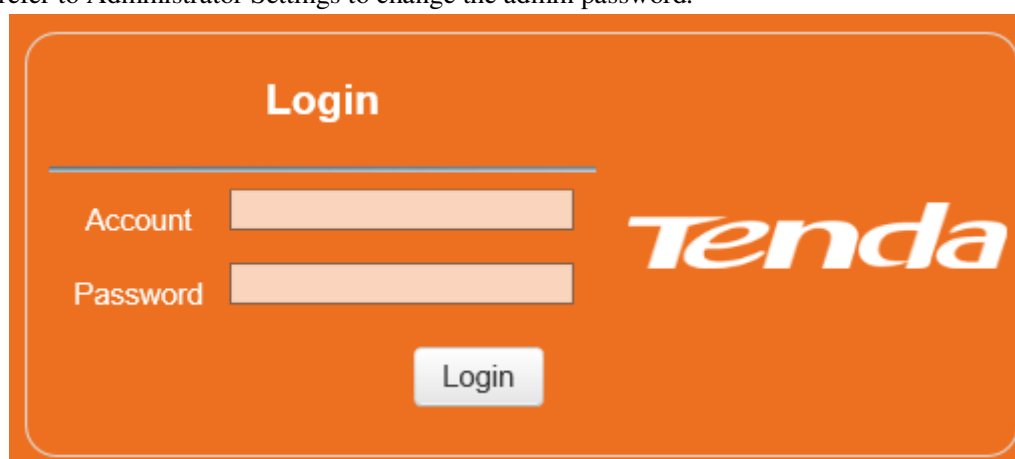 refer to Administrator Settings to change the admin password.
Login
Account
Tenda
Password
Login